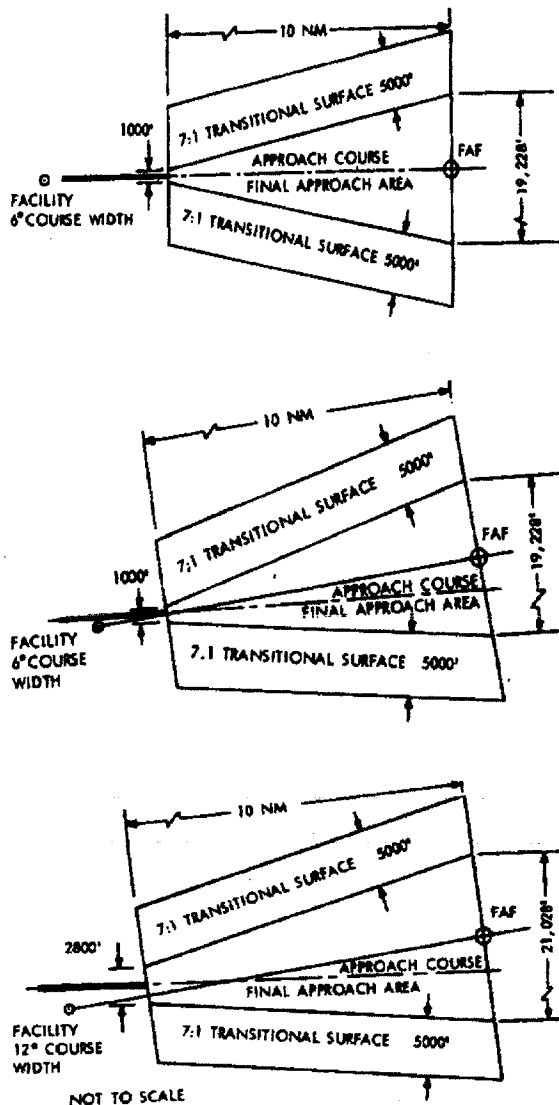 10 NM
7:1 TRANSITIONAL SURFACE 5000'
1000'
APPROACH COURSE
FAF
FINAL APPROACH AREA
19,228'
FACILITY
6° COURSE WIDTH
7:1 TRANSITIONAL SURFACE 5000'
10 NM
7:1 TRANSITIONAL SURFACE 5000'
FAF
19,228'
1000'
APPROACH COURSE
FINAL APPROACH AREA
FACILITY
6° COURSE
WIDTH
7.1 TRANSITIONAL SURFACE 5000'
10 NM
7:1 TRANSITIONAL SURFACE 5000'
FAF
21,028'
2800'
APPROACH COURSE
FINAL APPROACH AREA
FACILITY
12° COURSE
WIDTH
7:1 TRANSITIONAL SURFACE 5000'
NOT TO SCALE